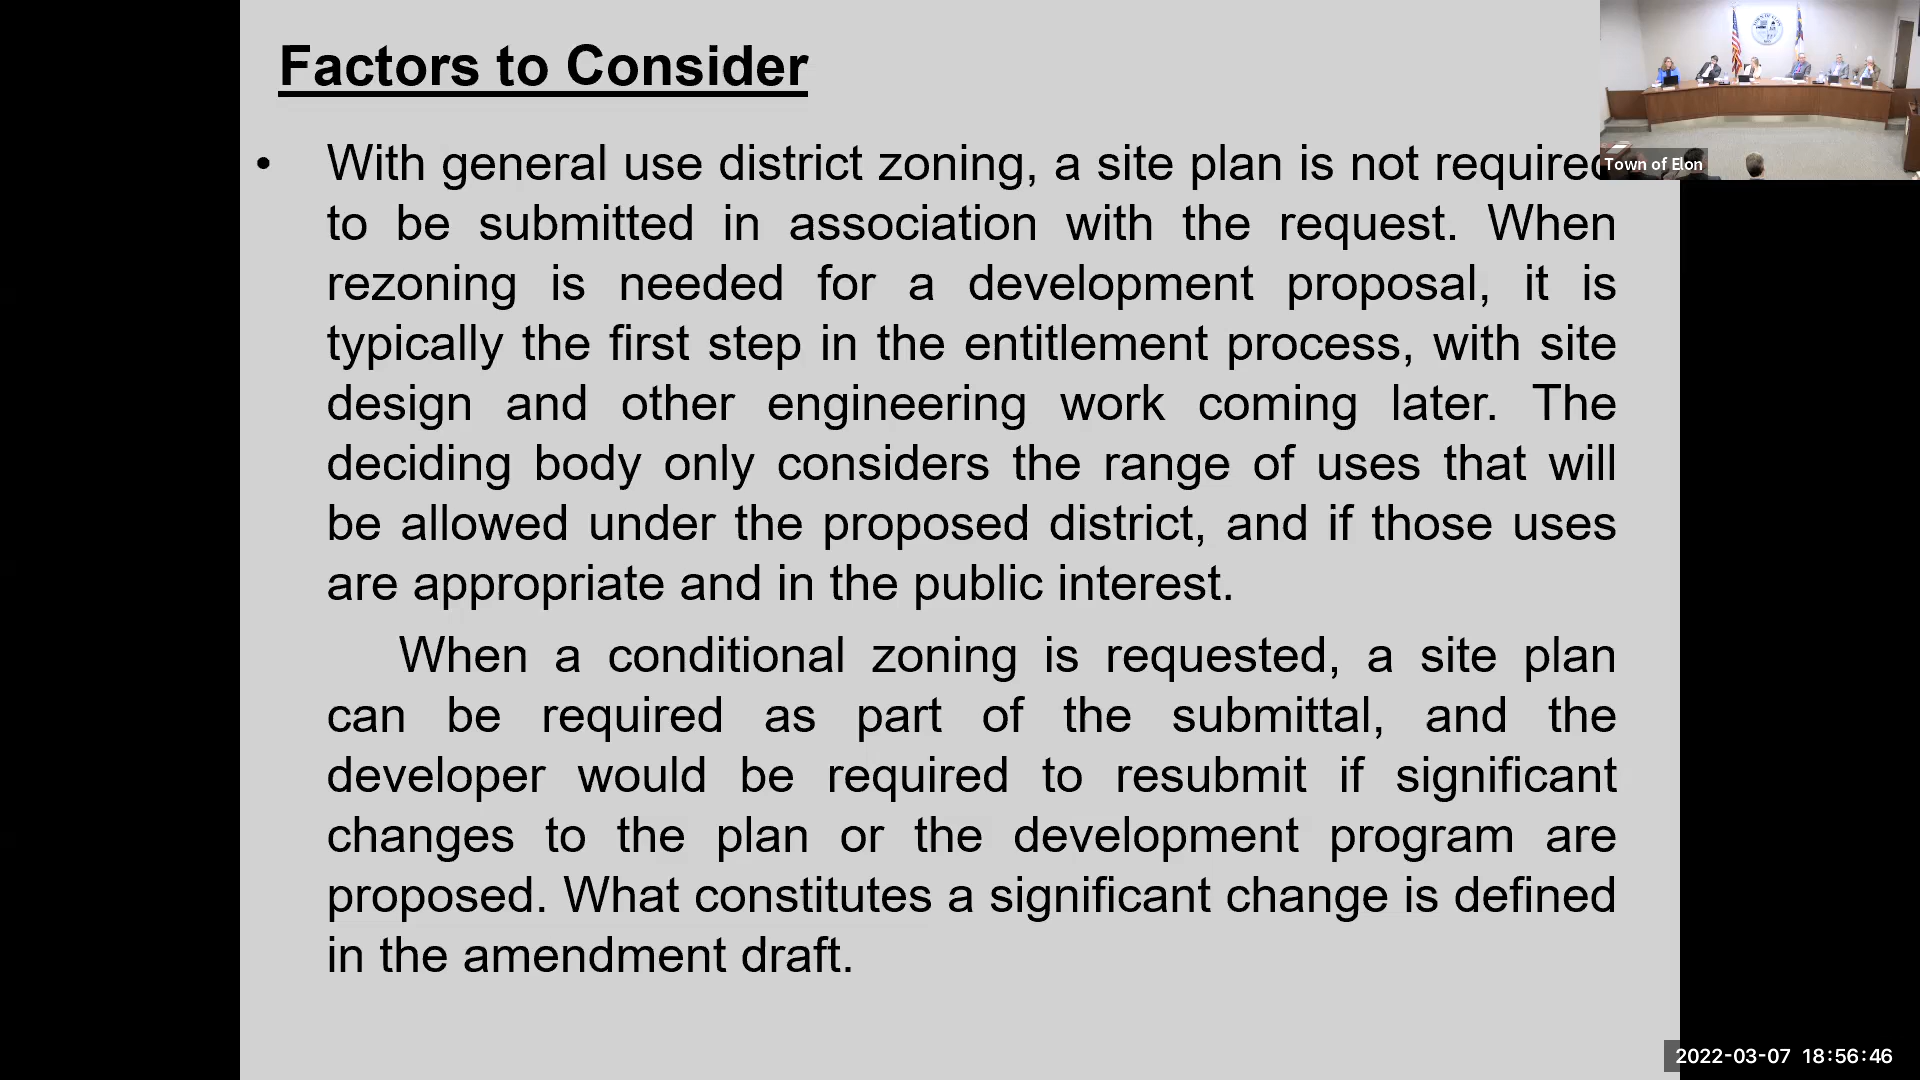 Factors to Consider
• With general use district zoning, a site plan is not required
to be submitted in association with the request. When
rezoning is needed for a development proposal, it is
typically the first step in the entitlement process, with site
design and other engineering work coming later. The
deciding body only considers the range of uses that will
be allowed under the proposed district, and if those uses
are appropriate and in the public interest.
When a conditional zoning is requested, a site plan
can be required as part of the submittal, and the
developer would be required to resubmit if significant
changes to the plan or the development program are
proposed. What constitutes a significant change is defined
in the amendment draft.
Town of Elon
2022-03-07 18:56:46